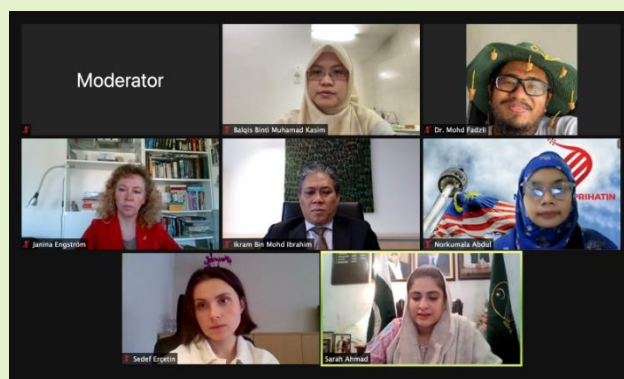 Moderator
Balqis Binti Muhamad Kasim
Dr. Mohd Fadzli
Janina Engström
Ikram Bin Mohd Ibrahim
PRIHATIN
Norkumala Abdul
Sedef Erçetin
Sarah Ahmad